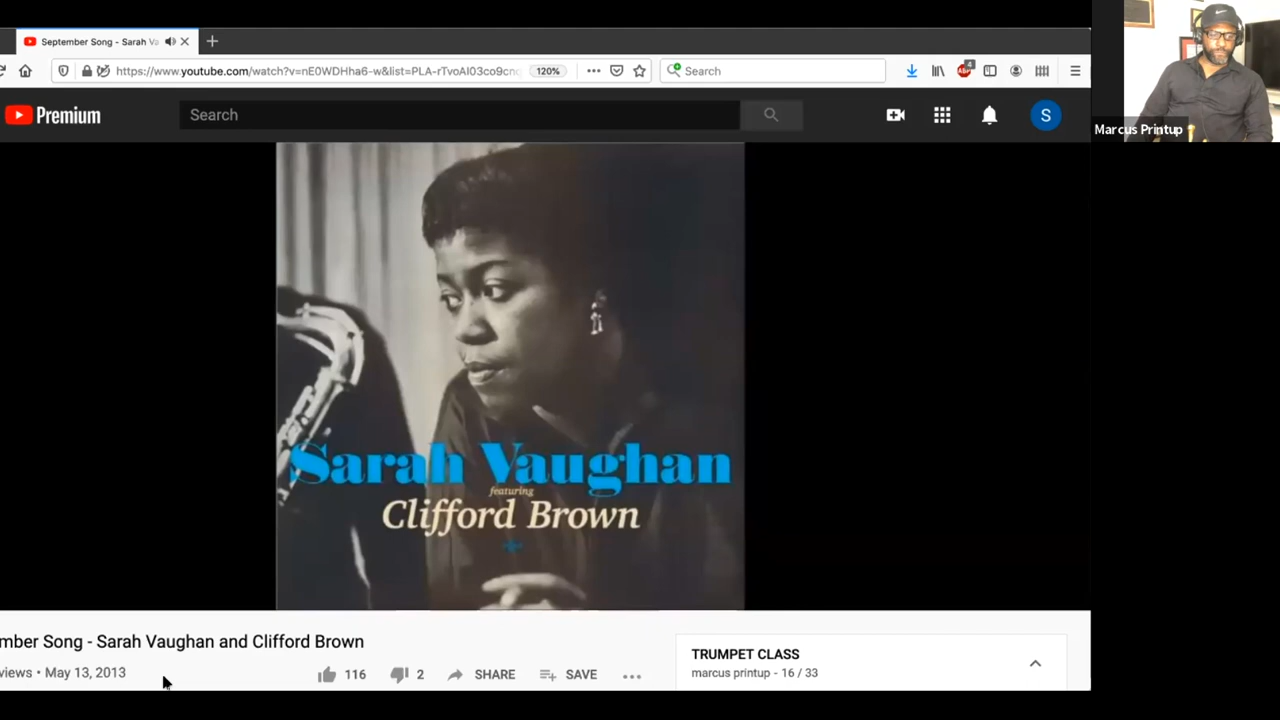 September Song - Sarah Va
https://www.youtube.com/watch?v=nE0WDHha6-w&list=PLA-rTvoAI03co9cnq
120%
Search
4
Premium
Search
S
Marcus Printup
Sarah Vaughan
featuring
Clifford Brown
mber Song - Sarah Vaughan and Clifford Brown
views • May 13, 2013
116
2
SHARE
SAVE
TRUMPET CLASS
marcus printup - 16 / 33